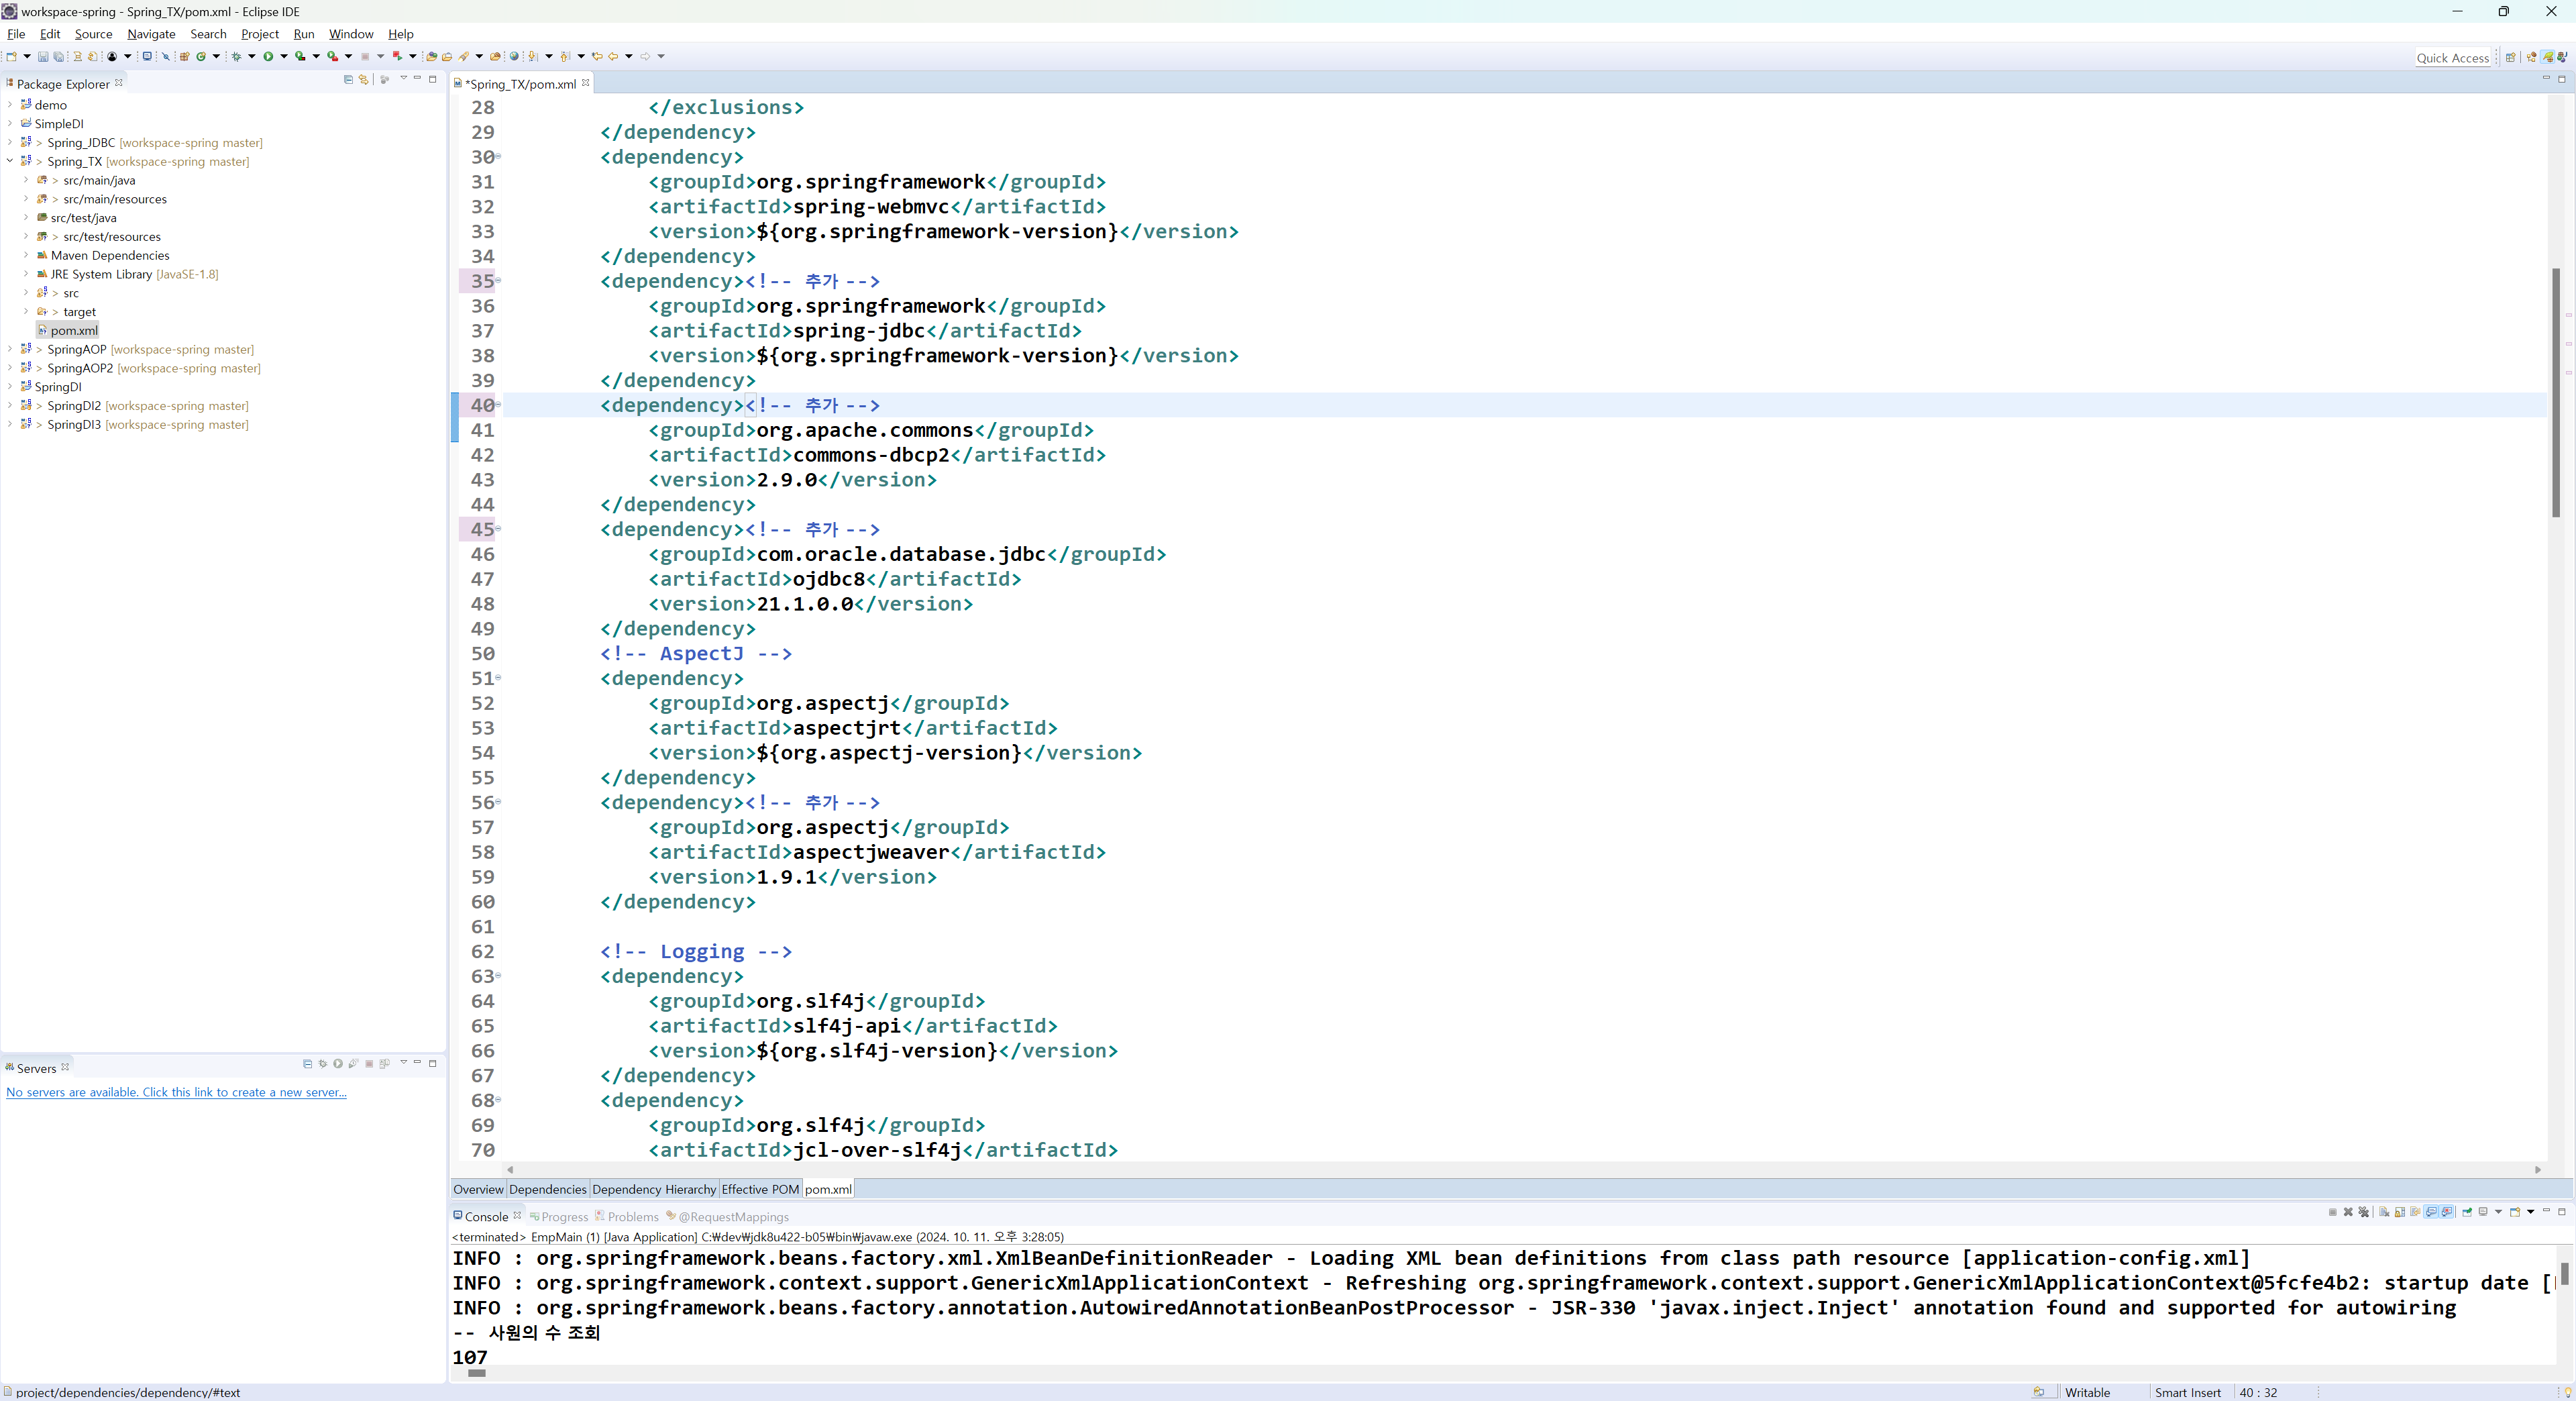 workspace-spring - Spring_TX/pom.xml - Eclipse IDE
File Edit Source Navigate Search Project Run Window Help
Quick Access
Package Explorer
demo
SimpleDI
> Spring_JDBC [workspace-spring master]
> Spring_TX [workspace-spring master]
> src/main/java
> src/main/resources
src/test/java
> src/test/resources
Maven Dependencies
JRE System Library [JavaSE-1.8]
> src
> target
pom.xml
> SpringAOP [workspace-spring master]
> SpringAOP2 [workspace-spring master]
SpringDI
> SpringDI2 [workspace-spring master]
> SpringDI3 [workspace-spring master]
Servers
No servers are available. Click this link to create a new server...
*Spring_TX/pom.xml
28 </exclusions>
29 </dependency>
30 <dependency>
31 <groupId>org.springframework</groupId>
32 <artifactId>spring-webmvc</artifactId>
33 <version>${org.springframework-version}</version>
34 </dependency>
35 <dependency><!-- 추가 -->
36 <groupId>org.springframework</groupId>
37 <artifactId>spring-jdbc</artifactId>
38 <version>${org.springframework-version}</version>
39 </dependency>
40 <dependency><!-- 추가 -->
41 <groupId>org.apache.commons</groupId>
42 <artifactId>commons-dbcp2</artifactId>
43 <version>2.9.0</version>
44 </dependency>
45 <dependency><!-- 추가 -->
46 <groupId>com.oracle.database.jdbc</groupId>
47 <artifactId>ojdbc8</artifactId>
48 <version>21.1.0.0</version>
49 </dependency>
50 <!-- AspectJ -->
51 <dependency>
52 <groupId>org.aspectj</groupId>
53 <artifactId>aspectjrt</artifactId>
54 <version>${org.aspectj-version}</version>
55 </dependency>
56 <dependency><!-- 추가 -->
57 <groupId>org.aspectj</groupId>
58 <artifactId>aspectjweaver</artifactId>
59 <version>1.9.1</version>
60 </dependency>
61
62 <!-- Logging -->
63 <dependency>
64 <groupId>org.slf4j</groupId>
65 <artifactId>slf4j-api</artifactId>
66 <version>${org.slf4j-version}</version>
67 </dependency>
68 <dependency>
69 <groupId>org.slf4j</groupId>
70 <artifactId>jcl-over-slf4j</artifactId>
Overview Dependencies Dependency Hierarchy Effective POM pom.xml
Console Progress Problems @RequestMappings
<terminated> EmpMain (1) [Java Application] C:₩dev₩jdk8u422-b05₩bin₩javaw.exe (2024. 10. 11. 오후 3:28:05)
INFO : org.springframework.beans.factory.xml.XmlBeanDefinitionReader - Loading XML bean definitions from class path resource [application-config.xml]
INFO : org.springframework.context.support.GenericXmlApplicationContext - Refreshing org.springframework.context.support.GenericXmlApplicationContext@5fcfe4b2: startup date [
INFO : org.springframework.beans.factory.annotation.AutowiredAnnotationBeanPostProcessor - JSR-330 'javax.inject.Inject' annotation found and supported for autowiring
-- 사원의 수 조회
107
project/dependencies/dependency/#text
Writable Smart Insert 40 : 32